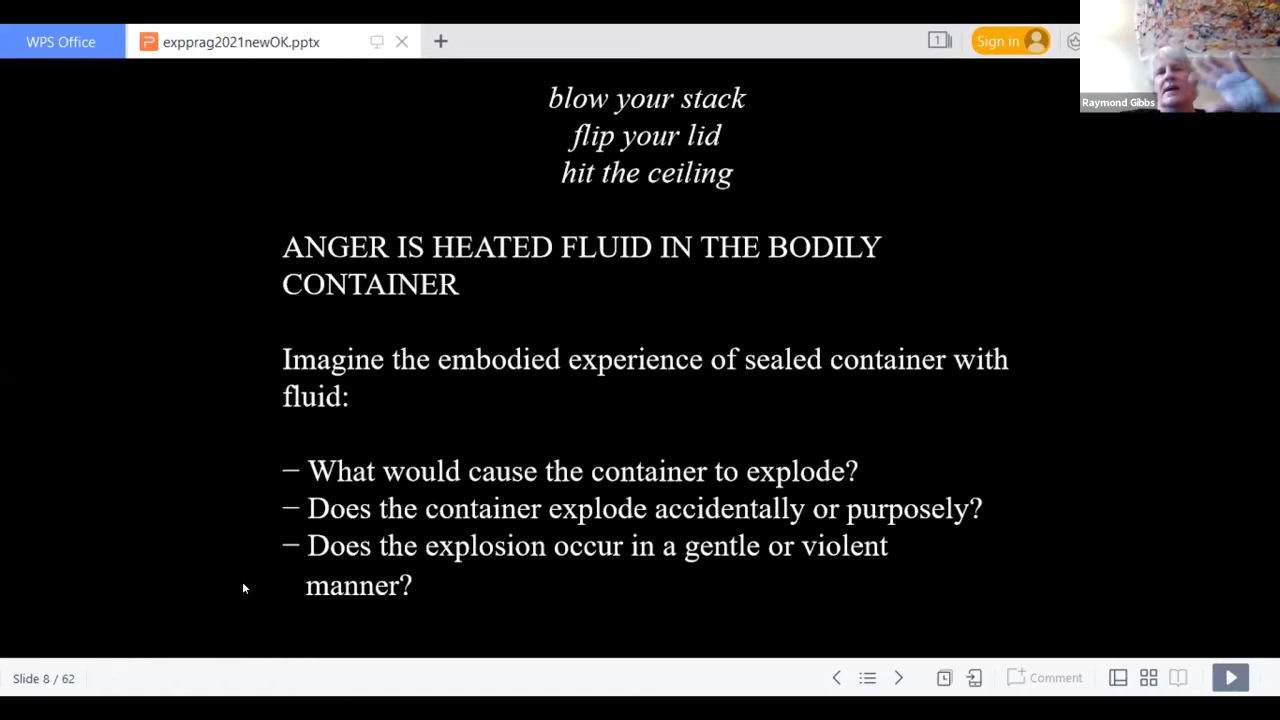 WPS Office
expprag2021newOK.pptx
1
Sign in
Raymond Gibbs
blow your stack
flip your lid
hit the ceiling
ANGER IS HEATED FLUID IN THE BODILY
CONTAINER
Imagine the embodied experience of sealed container with
fluid:
– What would cause the container to explode?
– Does the container explode accidentally or purposely?
– Does the explosion occur in a gentle or violent
manner?
Slide 8 / 62
Comment